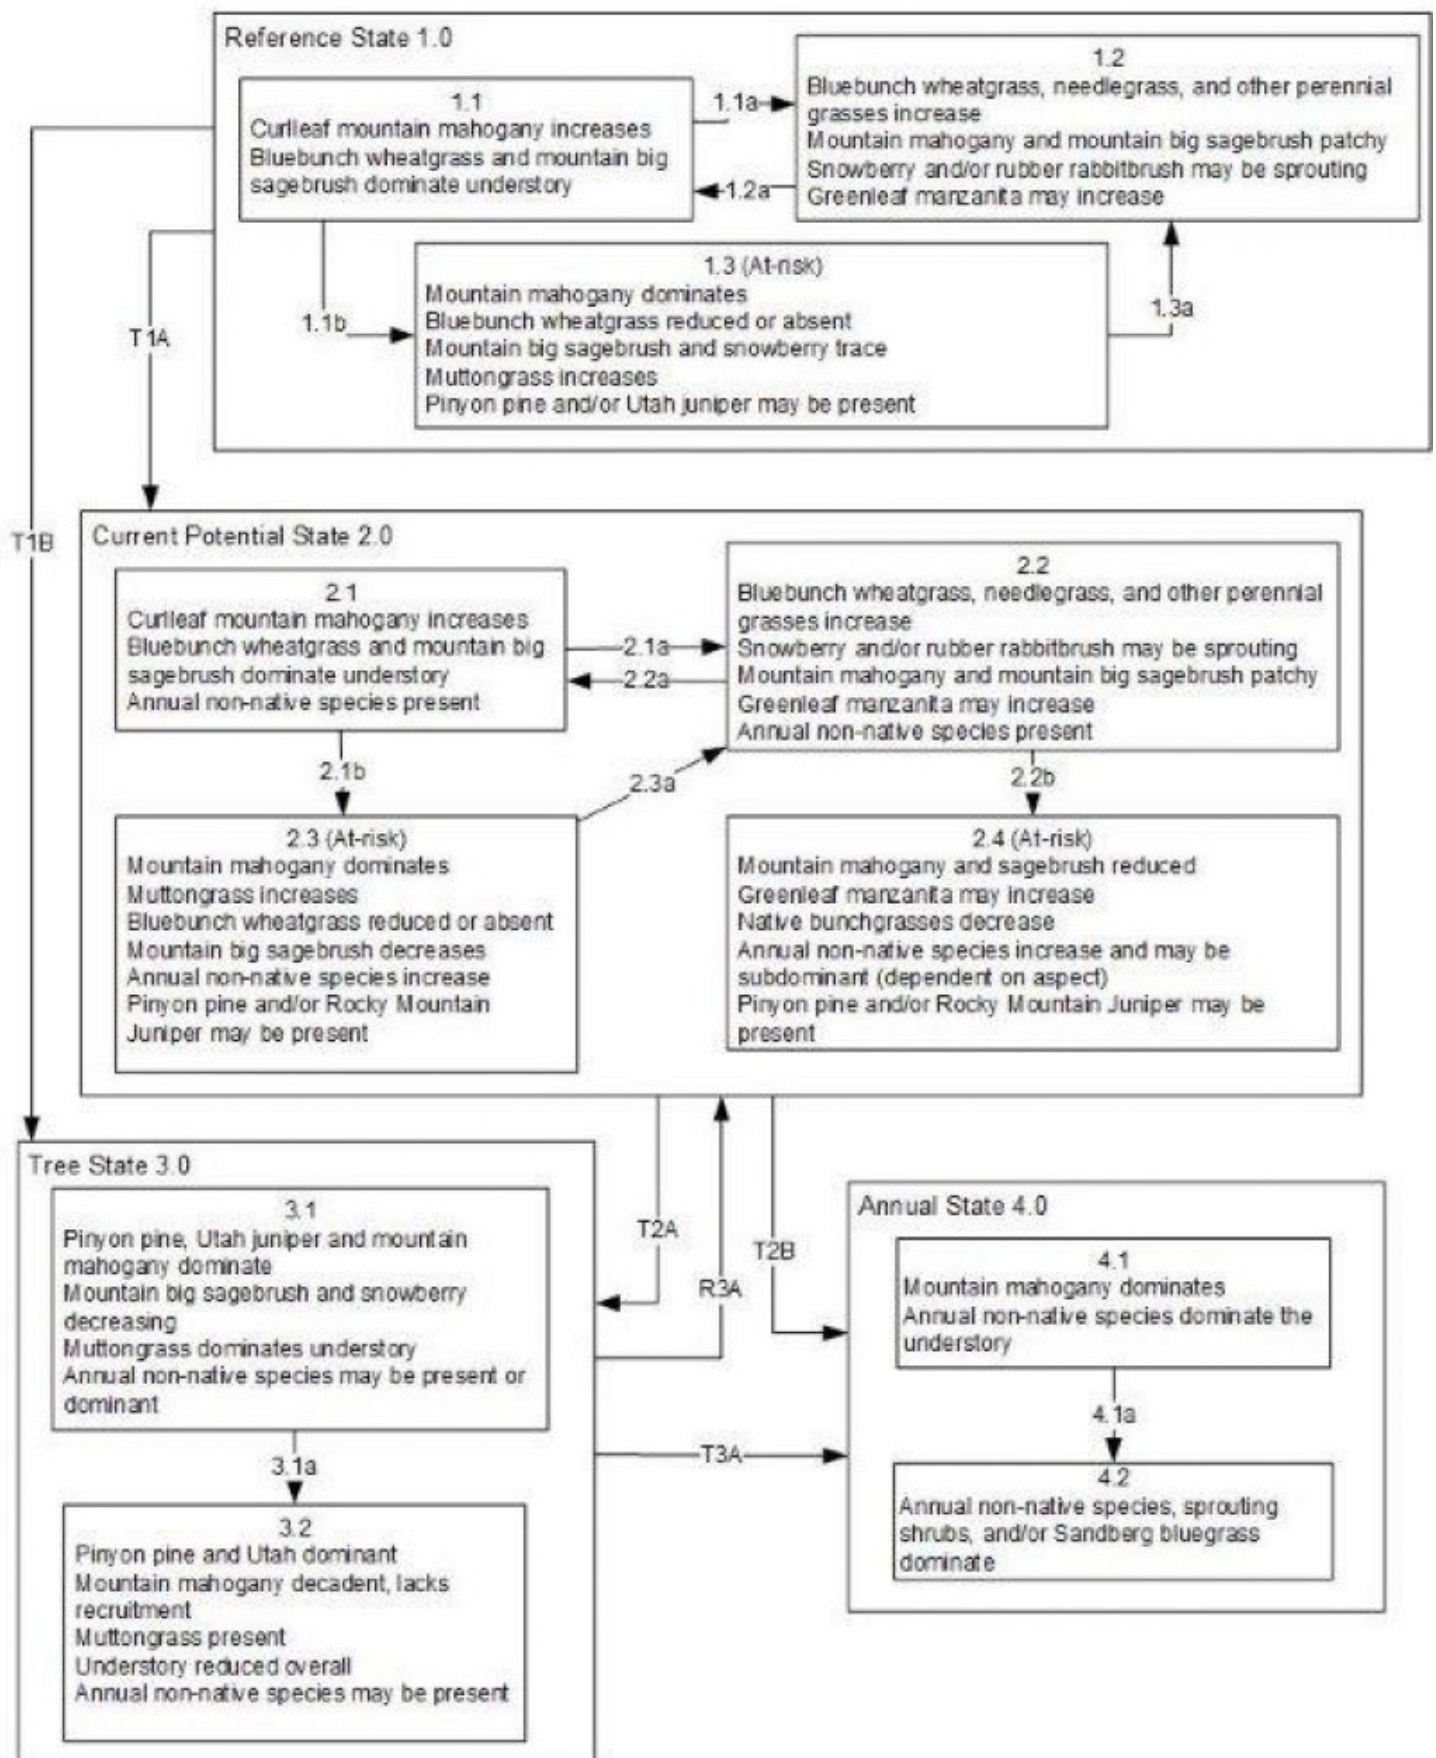 Reference State 1.0
1.1
Curlleaf mountain mahogany increases
Bluebunch wheatgrass and mountain big
sagebrush dominate understory
1.1a
1.2a
1.2
Bluebunch wheatgrass, needlegrass, and other perennial
grasses increase
Mountain mahogany and mountain big sagebrush patchy
Snowberry and/or rubber rabbitbrush may be sprouting
Greenleaf manzanita may increase
1.1b
1.3 (At-risk)
Mountain mahogany dominates
Bluebunch wheatgrass reduced or absent
Mountain big sagebrush and snowberry trace
Muttongrass increases
Pinyon pine and/or Utah juniper may be present
1.3a
T1A
T1B
Current Potential State 2.0
2.1
Curlleaf mountain mahogany increases
Bluebunch wheatgrass and mountain big
sagebrush dominate understory
Annual non-native species present
2.1a
2.2a
2.2
Bluebunch wheatgrass, needlegrass, and other perennial
grasses increase
Snowberry and/or rubber rabbitbrush may be sprouting
Mountain mahogany and mountain big sagebrush patchy
Greenleaf manzanita may increase
Annual non-native species present
2.1b
2.3a
2.2b
2.3 (At-risk)
Mountain mahogany dominates
Muttongrass increases
Bluebunch wheatgrass reduced or absent
Mountain big sagebrush decreases
Annual non-native species increase
Pinyon pine and/or Rocky Mountain
Juniper may be present
2.4 (At-risk)
Mountain mahogany and sagebrush reduced
Greenleaf manzanita may increase
Native bunchgrasses decrease
Annual non-native species increase and may be
subdominant (dependent on aspect)
Pinyon pine and/or Rocky Mountain Juniper may be
present
Tree State 3.0
3.1
Pinyon pine, Utah juniper and mountain
mahogany dominate
Mountain big sagebrush and snowberry
decreasing
Muttongrass dominates understory
Annual non-native species may be present or
dominant
3.1a
3.2
Pinyon pine and Utah dominant
Mountain mahogany decadent, lacks
recruitment
Muttongrass present
Understory reduced overall
Annual non-native species may be present
T2A
R3A
T2B
T3A
Annual State 4.0
4.1
Mountain mahogany dominates
Annual non-native species dominate the
understory
4.1a
4.2
Annual non-native species, sprouting
shrubs, and/or Sandberg bluegrass
dominate